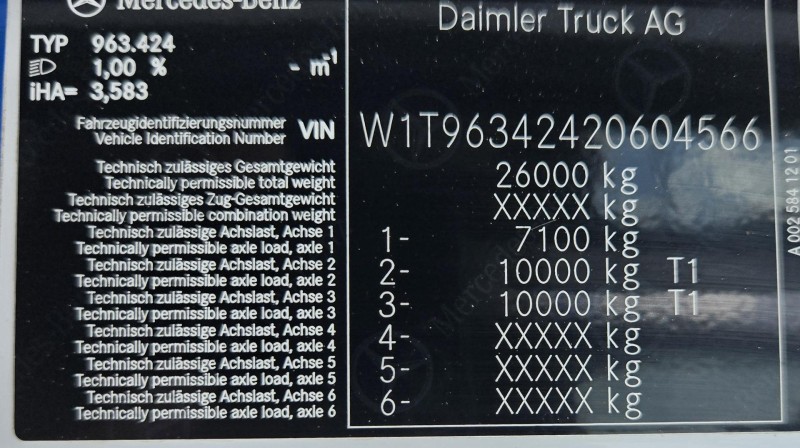 Mercedes-Benz
Daimler Truck AG
TYP 963.424
1,00 % - m-1
iHA= 3,583
Fahrzeugidentifizierungsnummer
Vehicle Identification Number
VIN W1T96342420604566
Technisch zulässiges Gesamtgewicht
Technically permissible total weight
26000 kg
Technisch zulässiges Zug-Gesamtgewicht
Technically permissible combination weight
XXXXX kg
Technisch zulässige Achslast, Achse 1
Technically permissible axle load, axle 1
1- 7100 kg
Technisch zulässige Achslast, Achse 2
Technically permissible axle load, axle 2
2- 10000 kg T1
Technisch zulässige Achslast, Achse 3
Technically permissible axle load, axle 3
3- 10000 kg T1
Technisch zulässige Achslast, Achse 4
Technically permissible axle load, axle 4
4- XXXXX kg
Technisch zulässige Achslast, Achse 5
Technically permissible axle load, axle 5
5- XXXXX kg
Technisch zulässige Achslast, Achse 6
Technically permissible axle load, axle 6
6- XXXXX kg
A 002 584 12 01